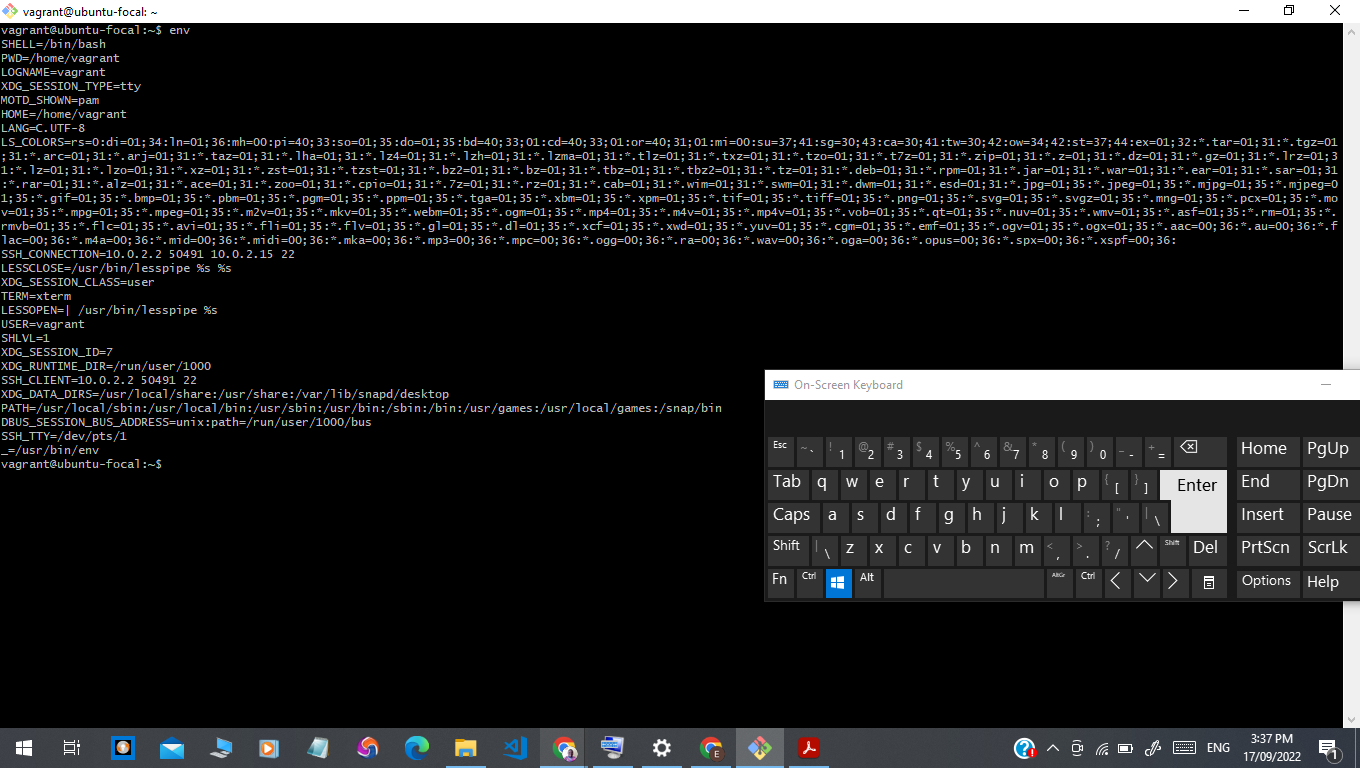 vagrant@ubuntu-focal: ~
vagrant@ubuntu-focal:~$ env
SHELL=/bin/bash
PWD=/home/vagrant
LOGNAME=vagrant
XDG_SESSION_TYPE=tty
MOTD_SHOWN=pam
HOME=/home/vagrant
LANG=C.UTF-8
LS_COLORS=rs=0:di=01;34:ln=01;36:mh=00:pi=40;33:so=01;35:do=01;35:bd=40;33;01:cd=40;33;01:or=40;31;01:mi=00:su=37;41:sg=30;43:ca=30;41:tw=30;42:ow=34;42:st=37;44:ex=01;32:*.tar=01;31:*.tgz=01
;31:*.arc=01;31:*.arj=01;31:*.taz=01;31:*.lha=01;31:*.lz4=01;31:*.lzh=01;31:*.lzma=01;31:*.tlz=01;31:*.txz=01;31:*.tzo=01;31:*.t7z=01;31:*.zip=01;31:*.z=01;31:*.dz=01;31:*.gz=01;31:*.lrz=01;3
1:*.lz=01;31:*.lzo=01;31:*.xz=01;31:*.zst=01;31:*.tzst=01;31:*.bz2=01;31:*.bz=01;31:*.tbz=01;31:*.tbz2=01;31:*.tz=01;31:*.deb=01;31:*.rpm=01;31:*.jar=01;31:*.war=01;31:*.ear=01;31:*.sar=01;31
:*.rar=01;31:*.alz=01;31:*.ace=01;31:*.zoo=01;31:*.cpio=01;31:*.7z=01;31:*.rz=01;31:*.cab=01;31:*.wim=01;31:*.swm=01;31:*.dwm=01;31:*.esd=01;31:*.jpg=01;35:*.jpeg=01;35:*.mjpg=01;35:*.mjpeg=0
1;35:*.gif=01;35:*.bmp=01;35:*.pbm=01;35:*.pgm=01;35:*.ppm=01;35:*.tga=01;35:*.xbm=01;35:*.xpm=01;35:*.tif=01;35:*.tiff=01;35:*.png=01;35:*.svg=01;35:*.svgz=01;35:*.mng=01;35:*.pcx=01;35:*.mo
v=01;35:*.mpg=01;35:*.mpeg=01;35:*.m2v=01;35:*.mkv=01;35:*.webm=01;35:*.ogm=01;35:*.mp4=01;35:*.m4v=01;35:*.mp4v=01;35:*.vob=01;35:*.qt=01;35:*.nuv=01;35:*.wmv=01;35:*.asf=01;35:*.rm=01;35:*.
rmvb=01;35:*.flc=01;35:*.avi=01;35:*.fli=01;35:*.flv=01;35:*.gl=01;35:*.dl=01;35:*.xcf=01;35:*.xwd=01;35:*.yuv=01;35:*.cgm=01;35:*.emf=01;35:*.ogv=01;35:*.ogx=01;35:*.aac=00;36:*.au=00;36:*.f
lac=00;36:*.m4a=00;36:*.mid=00;36:*.midi=00;36:*.mka=00;36:*.mp3=00;36:*.mpc=00;36:*.ogg=00;36:*.ra=00;36:*.wav=00;36:*.oga=00;36:*.opus=00;36:*.spx=00;36:*.xspf=00;36:
SSH_CONNECTION=10.0.2.2 50491 10.0.2.15 22
LESSCLOSE=/usr/bin/lesspipe %s %s
XDG_SESSION_CLASS=user
TERM=xterm
LESSOPEN=| /usr/bin/lesspipe %s
USER=vagrant
SHLVL=1
XDG_SESSION_ID=7
XDG_RUNTIME_DIR=/run/user/1000
SSH_CLIENT=10.0.2.2 50491 22
XDG_DATA_DIRS=/usr/local/share:/usr/share:/var/lib/snapd/desktop
PATH=/usr/local/sbin:/usr/local/bin:/usr/sbin:/usr/bin:/sbin:/bin:/usr/games:/usr/local/games:/snap/bin
DBUS_SESSION_BUS_ADDRESS=unix:path=/run/user/1000/bus
SSH_TTY=/dev/pts/1
_=/usr/bin/env
vagrant@ubuntu-focal:~$
On-Screen Keyboard
Esc ~ ` ! 1 @ 2 # 3 $ 4 % 5 ^ 6 & 7 * 8 ( 9 ) 0 _ - + = Home PgUp
Tab q w e r t y u i o p { [ } ] Enter End PgDn
Caps a s d f g h j k l : ; " ' | \ Insert Pause
Shift | \ z x c v b n m < , > . ? / Shift Del PrtScn ScrLk
Fn Ctrl Alt AltGr Ctrl Options Help
E
ENG
3:37 PM
17/09/2022
1